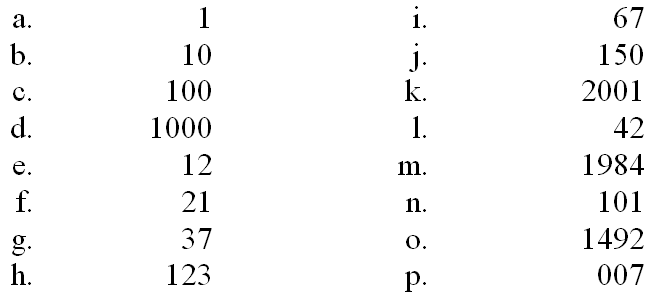 a. 1 i. 67
b. 10 j. 150
c. 100 k. 2001
d. 1000 l. 42
e. 12 m. 1984
f. 21 n. 101
g. 37 o. 1492
h. 123 p. 007